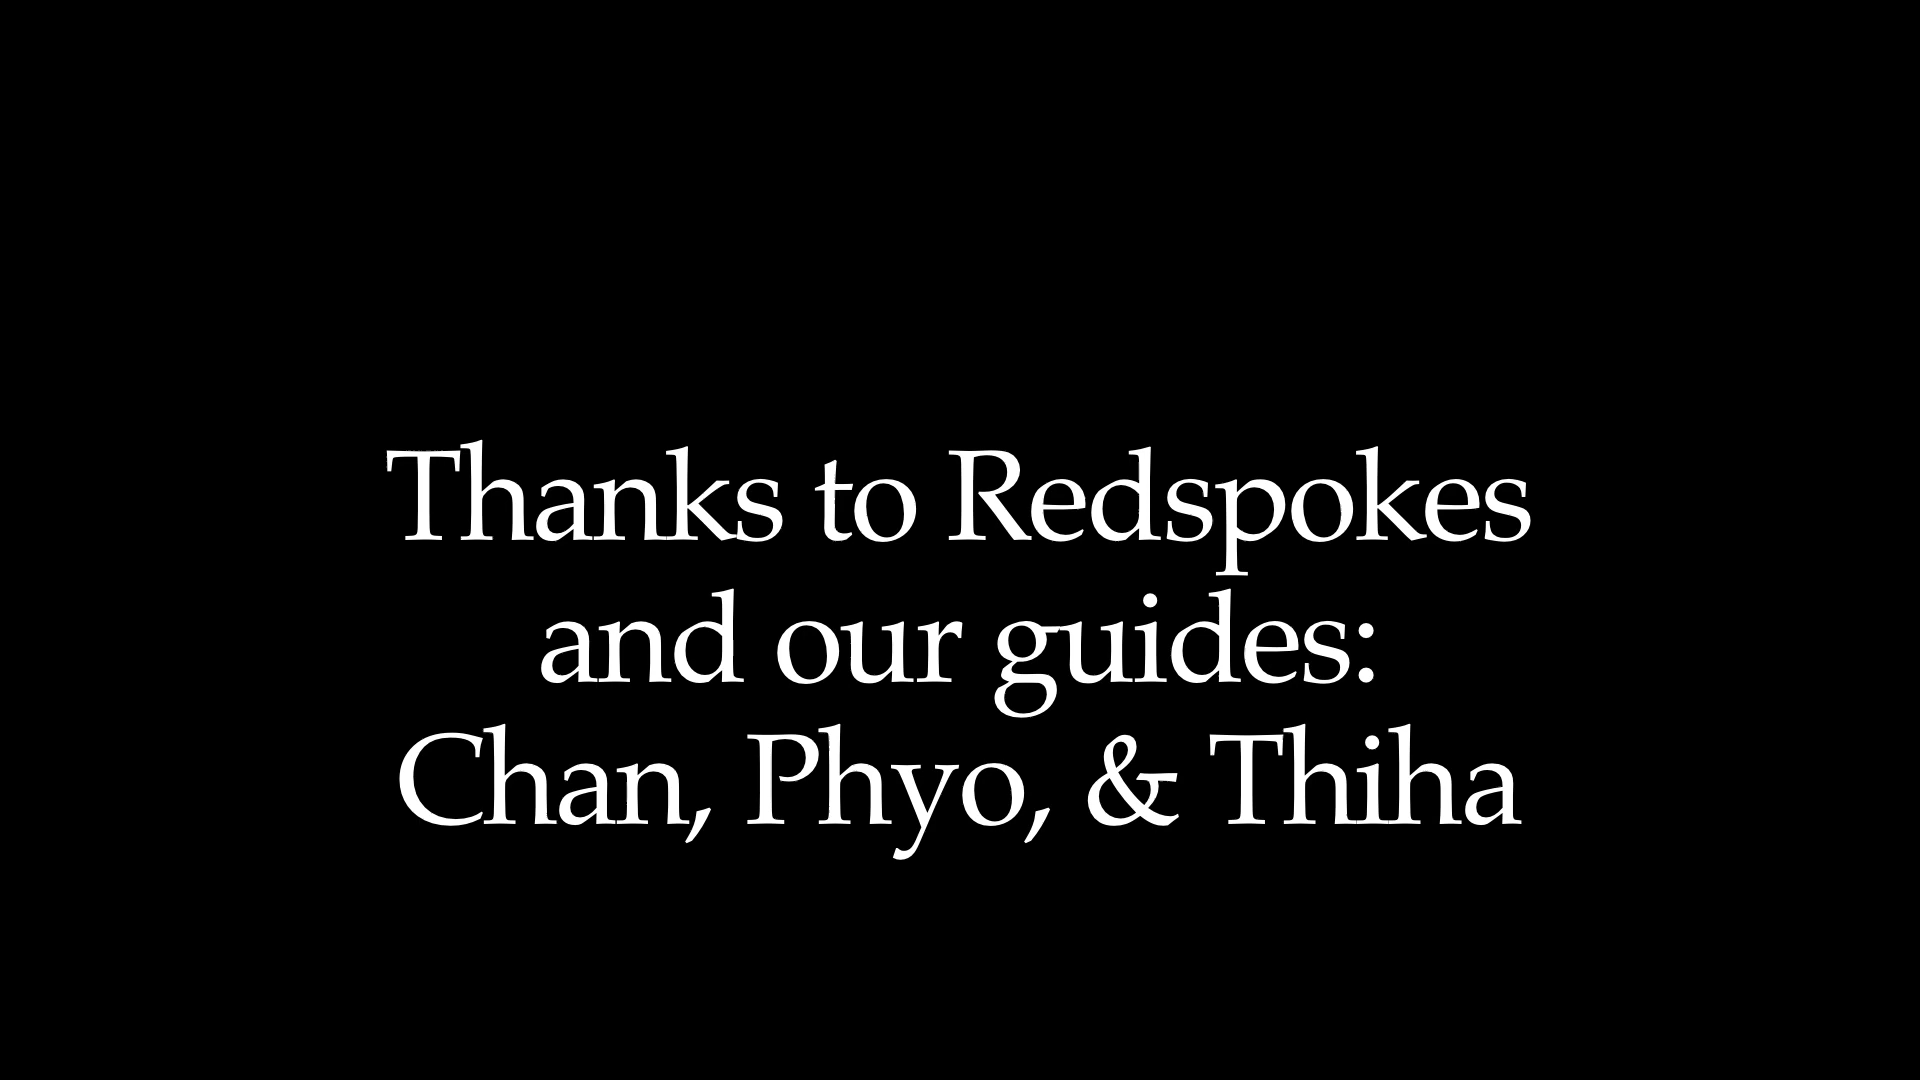 Thanks to Redspokes
and our guides:
Chan, Phyo, & Thiha